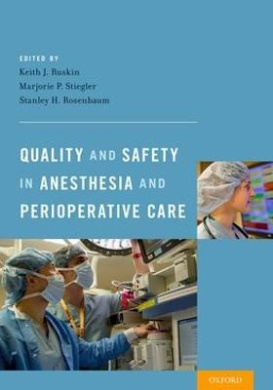 EDITED BY
Keith J. Ruskin
Marjorie P. Stiegler
Stanley H. Rosenbaum
QUALITY AND SAFETY
IN ANESTHESIA AND
PERIOPERATIVE CARE
OXFORD